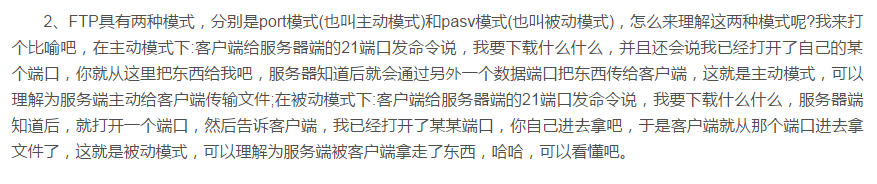 2、FTP具有两种模式，分别是port模式(也叫主动模式)和pasv模式(也叫被动模式)，怎么来理解这两种模式呢?我来打
个比喻吧，在主动模式下:客户端给服务器端的21端口发命令说，我要下载什么什么，并且还会说我已经打开了自己的某
个端口，你就从这里把东西给我吧，服务器知道后就会通过另外一个数据端口把东西传给客户端，这就是主动模式，可以
理解为服务端主动给客户端传输文件;在被动模式下:客户端给服务器端的21端口发命令说，我要下载什么什么，服务器端
知道后，就打开一个端口，然后告诉客户端，我已经打开了某某端口，你自己进去拿吧，于是客户端就从那个端口进去拿
文件了，这就是被动模式，可以理解为服务端被客户端拿走了东西，哈哈，可以看懂吧。